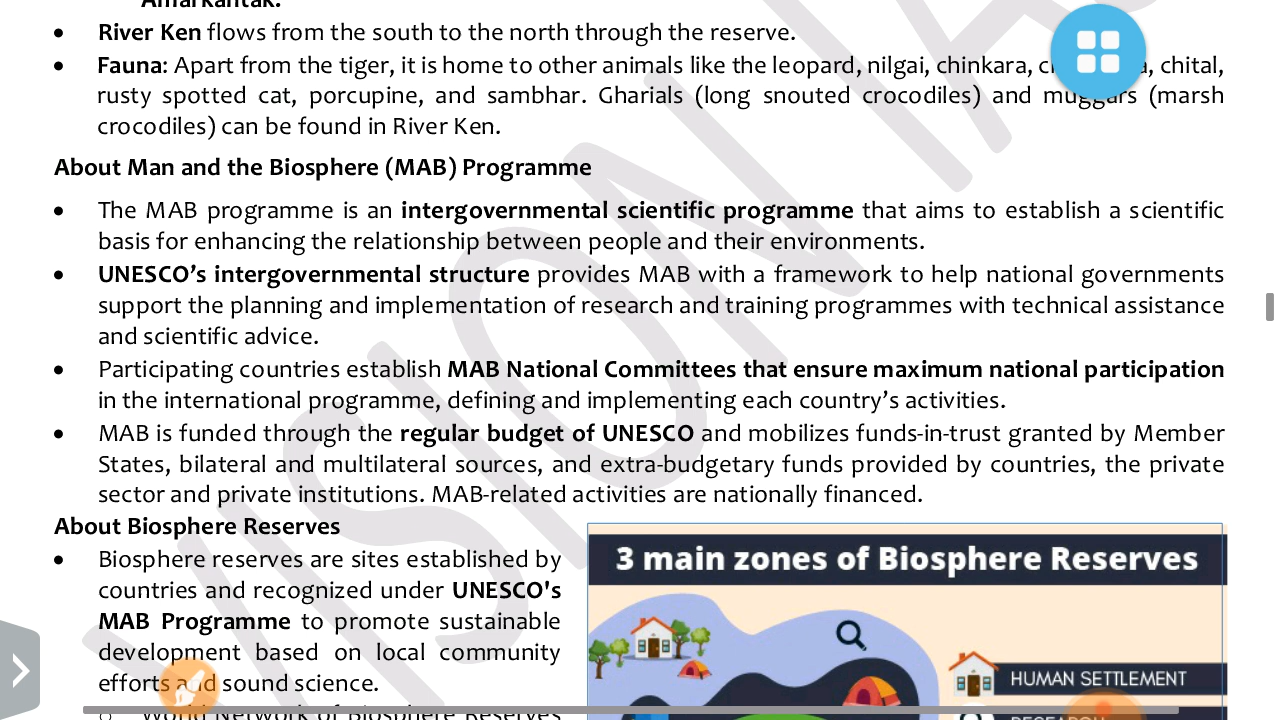 Amarkantak.
• River Ken flows from the south to the north through the reserve.
• Fauna: Apart from the tiger, it is home to other animals like the leopard, nilgai, chinkara, chital,
rusty spotted cat, porcupine, and sambhar. Gharials (long snouted crocodiles) and muggars (marsh
crocodiles) can be found in River Ken.
About Man and the Biosphere (MAB) Programme
• The MAB programme is an intergovernmental scientific programme that aims to establish a scientific
basis for enhancing the relationship between people and their environments.
• UNESCO’s intergovernmental structure provides MAB with a framework to help national governments
support the planning and implementation of research and training programmes with technical assistance
and scientific advice.
• Participating countries establish MAB National Committees that ensure maximum national participation
in the international programme, defining and implementing each country’s activities.
• MAB is funded through the regular budget of UNESCO and mobilizes funds-in-trust granted by Member
States, bilateral and multilateral sources, and extra-budgetary funds provided by countries, the private
sector and private institutions. MAB-related activities are nationally financed.
About Biosphere Reserves
• Biosphere reserves are sites established by
countries and recognized under UNESCO's
MAB Programme to promote sustainable
development based on local community
efforts and sound science.
○ World Network of Biosphere Reserves
3 main zones of Biosphere Reserves
HUMAN SETTLEMENT
RESEARCH
VISION IAS